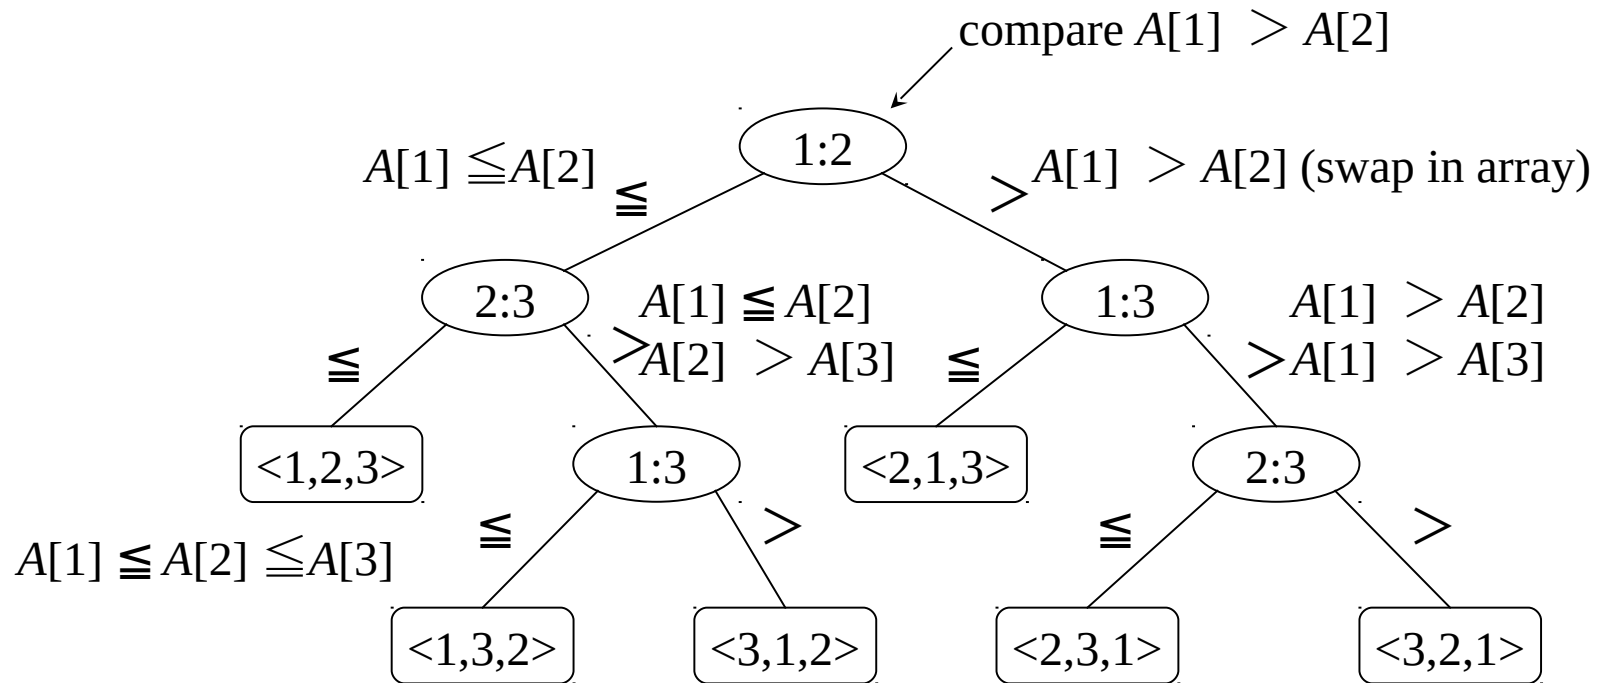 compare A[1] ＞ A[2]
1:2
A[1] ≦A[2]
≦
＞
A[1] ＞ A[2] (swap in array)
2:3
A[1] ≦ A[2]
1:3
A[1] ＞ A[2]
≦
＞
A[2] ＞ A[3]
≦
＞
A[1] ＞ A[3]
<1,2,3>
1:3
<2,1,3>
2:3
A[1] ≦ A[2] ≦A[3]
≦
＞
≦
＞
<1,3,2>
<3,1,2>
<2,3,1>
<3,2,1>